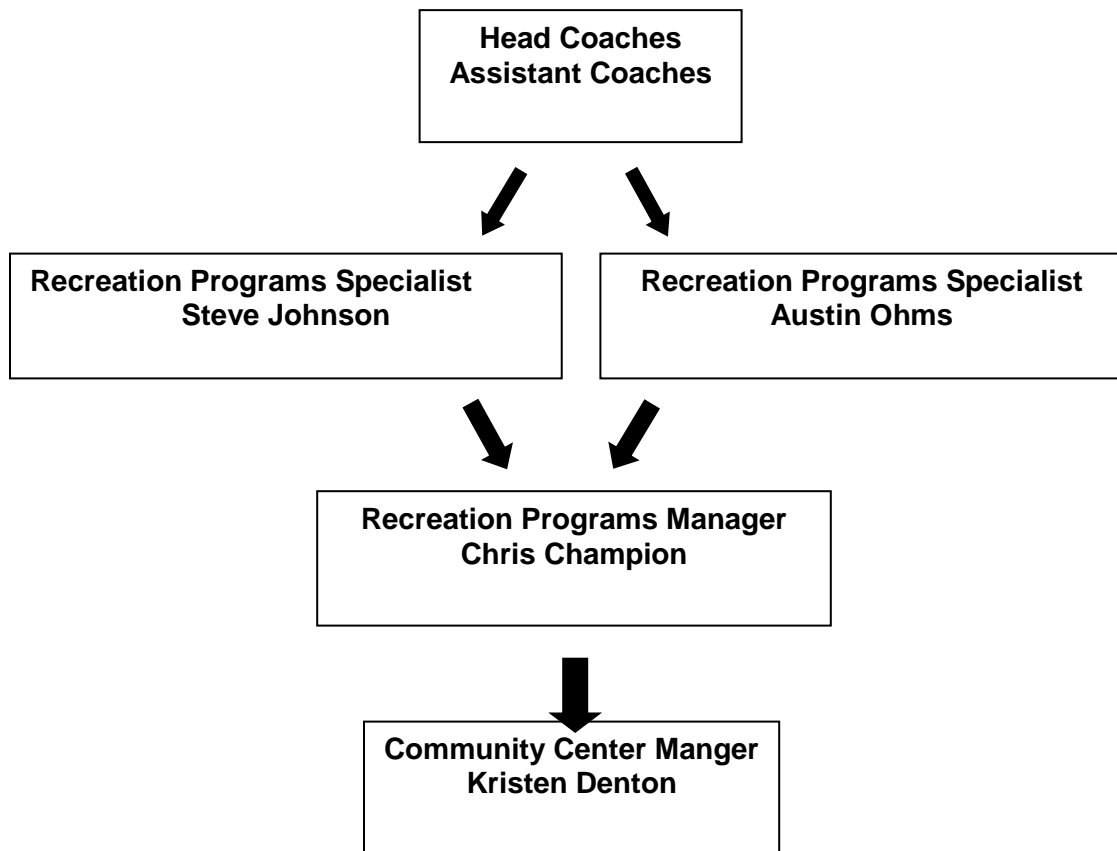 Head Coaches
Assistant Coaches
Recreation Programs Specialist
Steve Johnson
Recreation Programs Specialist
Austin Ohms
Recreation Programs Manager
Chris Champion
Community Center Manger
Kristen Denton